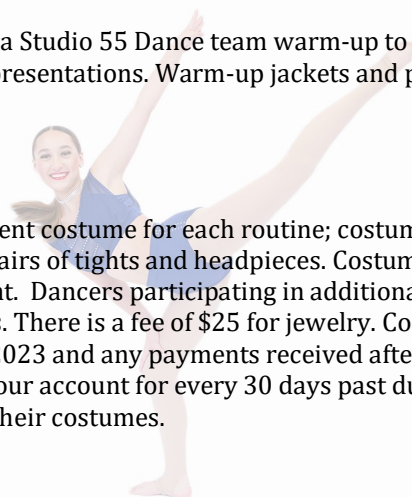 a Studio 55 Dance team warm-up to
resentations. Warm-up jackets and p
ent costume for each routine; costum
airs of tights and headpieces. Costum
nt. Dancers participating in additiona
. There is a fee of $25 for jewelry. Co
2023 and any payments received afte
our account for every 30 days past du
heir costumes.